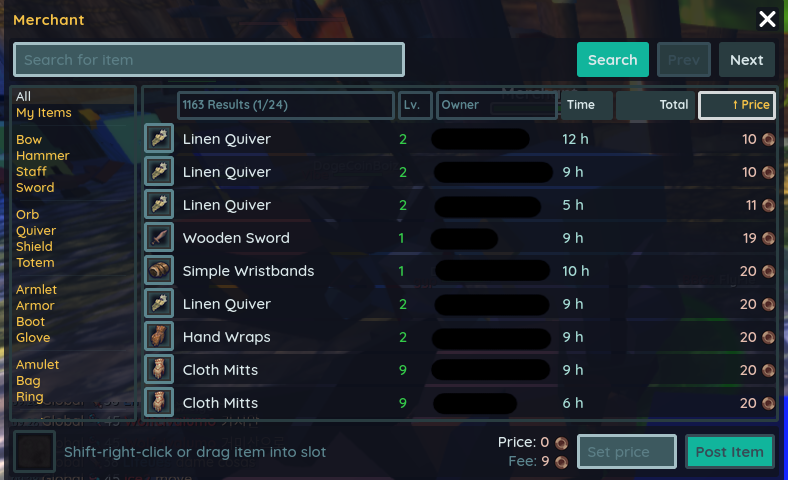 Merchant
Search for item
Search
Prev
Next
All
My Items
Bow
Hammer
Staff
Sword
Orb
Quiver
Shield
Totem
Armlet
Armor
Boot
Glove
Amulet
Bag
Ring
1163 Results (1/24) Lv. Owner Time Total ↑ Price
Linen Quiver 2 12 h 10
Linen Quiver 2 9 h 10
Linen Quiver 2 5 h 11
Wooden Sword 1 9 h 19
Simple Wristbands 1 10 h 20
Linen Quiver 2 9 h 20
Hand Wraps 2 9 h 20
Cloth Mitts 9 9 h 20
Cloth Mitts 9 6 h 20
Shift-right-click or drag item into slot
Price: 0
Fee: 9
Set price
Post Item